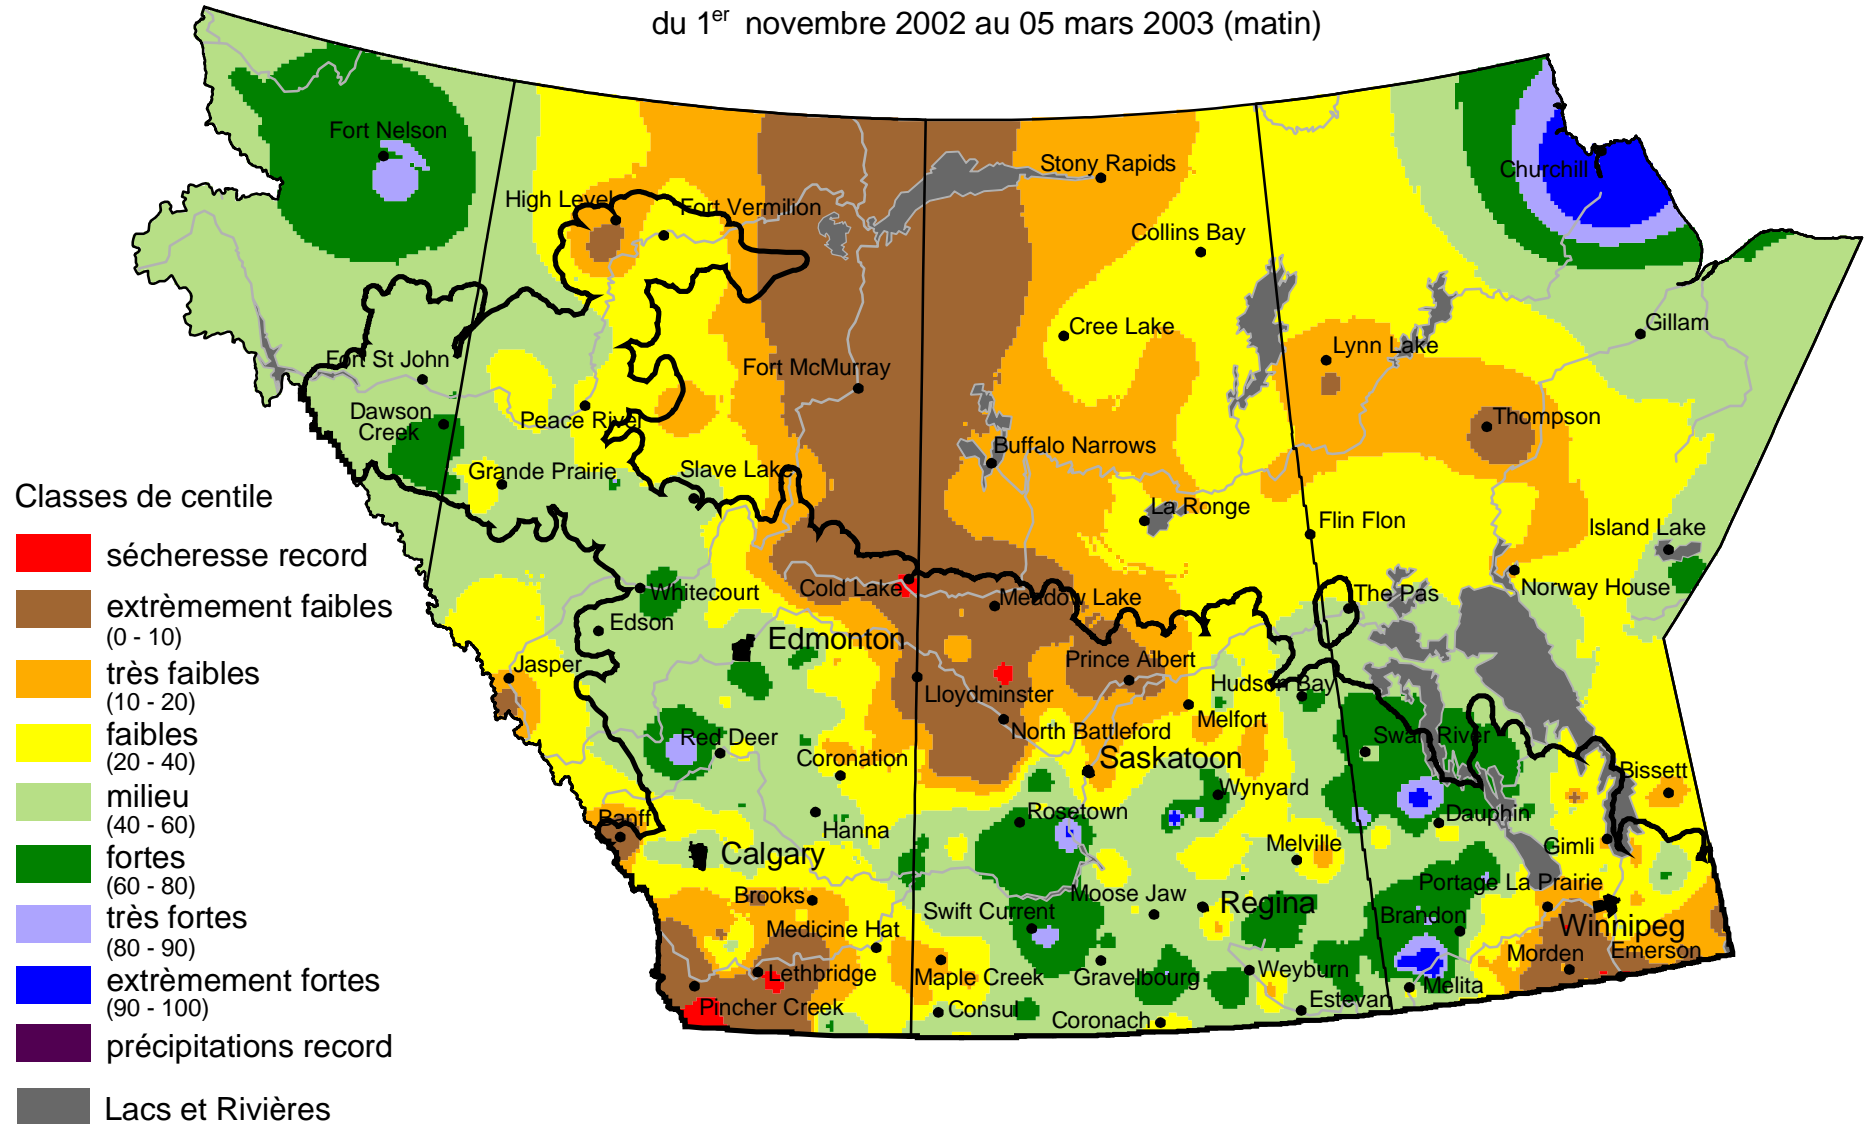 du 1er novembre 2002 au 05 mars 2003 (matin)
Fort Nelson
Churchill
Stony Rapids
High Level
Fort Vermilion
Collins Bay
Cree Lake
Gillam
Lynn Lake
Fort St John
Fort McMurray
Dawson
Creek
Peace River
Thompson
Buffalo Narrows
Grande Prairie
Slave Lake
La Ronge
Flin Flon
Island Lake
Cold Lake
Meadow Lake
Whitecourt
The Pas
Norway House
Edson
Edmonton
Jasper
Prince Albert
Hudson Bay
Lloydminster
Melfort
North Battleford
Red Deer
Swan River
Coronation
Saskatoon
Bissett
Wynyard
Rosetown
Dauphin
Banff
Hanna
Calgary
Melville
Gimli
Portage La Prairie
Brooks
Moose Jaw
Swift Current
Regina
Brandon
Medicine Hat
Winnipeg
Morden
Emerson
Lethbridge
Maple Creek
Gravelbourg
Weyburn
Melita
Pincher Creek
Consul
Coronach
Estevan
Classes de centile
sécheresse record
extrèmement faibles
(0 - 10)
très faibles
(10 - 20)
faibles
(20 - 40)
milieu
(40 - 60)
fortes
(60 - 80)
très fortes
(80 - 90)
extrèmement fortes
(90 - 100)
précipitations record
Lacs et Rivières